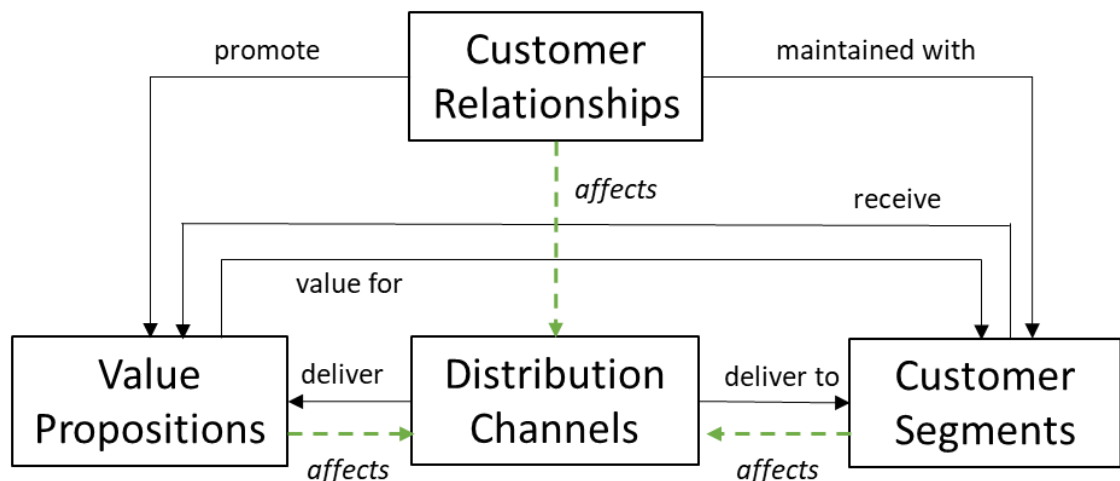 promote
Customer
Relationships
maintained with
affects
receive
value for
Value
Propositions
deliver
Distribution
Channels
deliver to
Customer
Segments
affects
affects